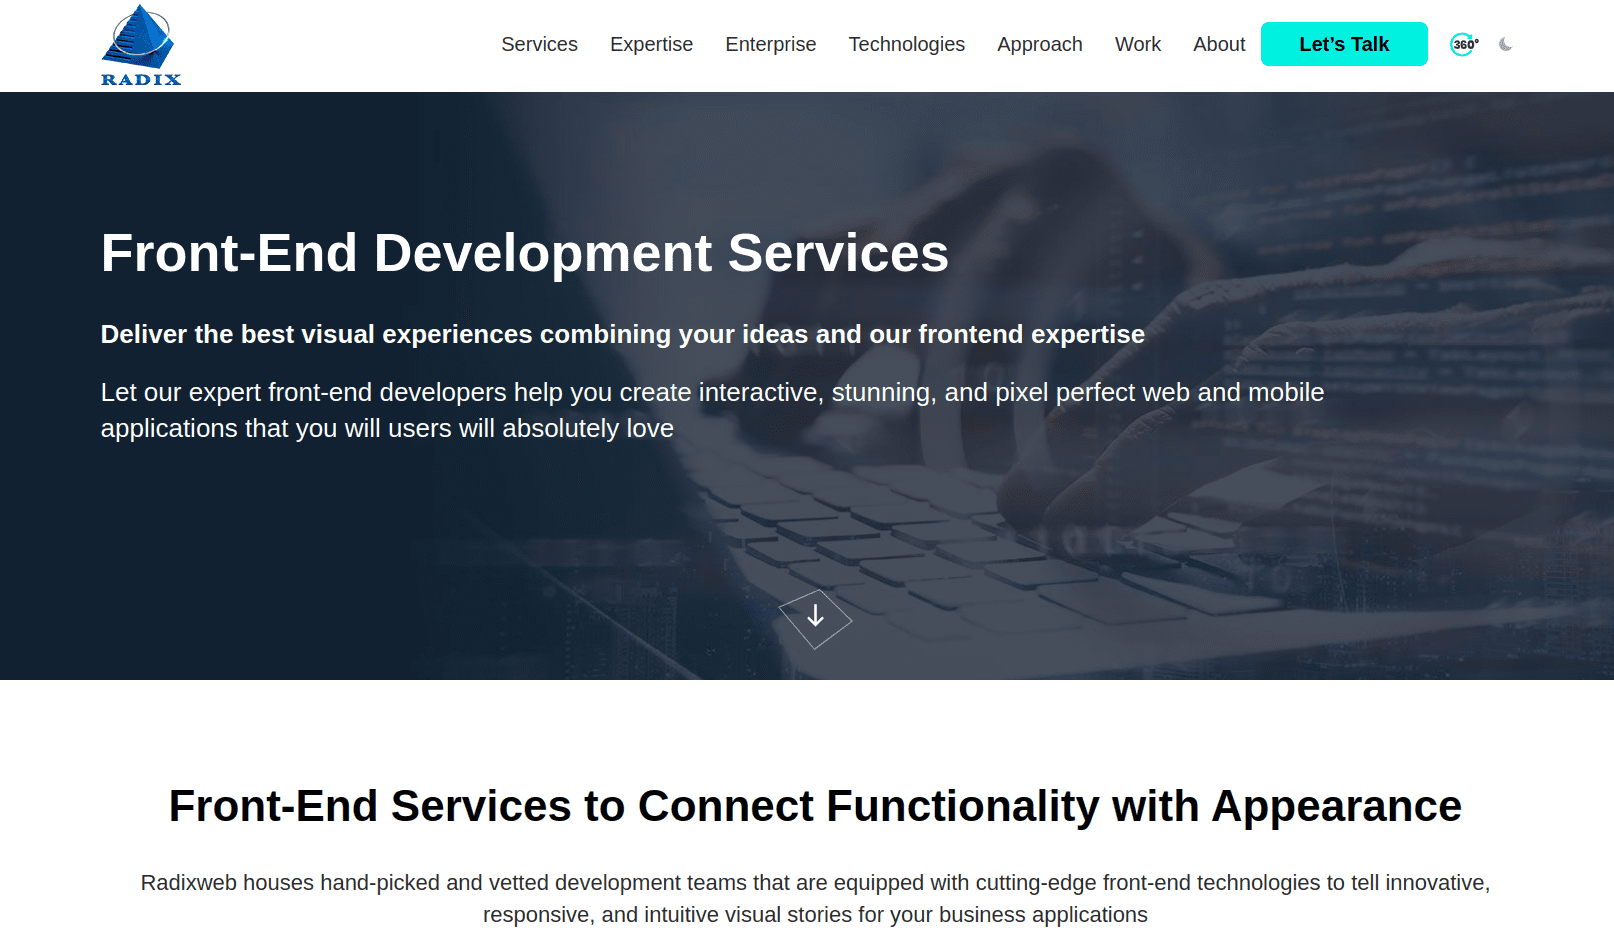 RADIX
Services Expertise Enterprise Technologies Approach Work About Let’s Talk 360°
Front-End Development Services
Deliver the best visual experiences combining your ideas and our frontend expertise
Let our expert front-end developers help you create interactive, stunning, and pixel perfect web and mobile
applications that you will users will absolutely love
Front-End Services to Connect Functionality with Appearance
Radixweb houses hand-picked and vetted development teams that are equipped with cutting-edge front-end technologies to tell innovative,
responsive, and intuitive visual stories for your business applications